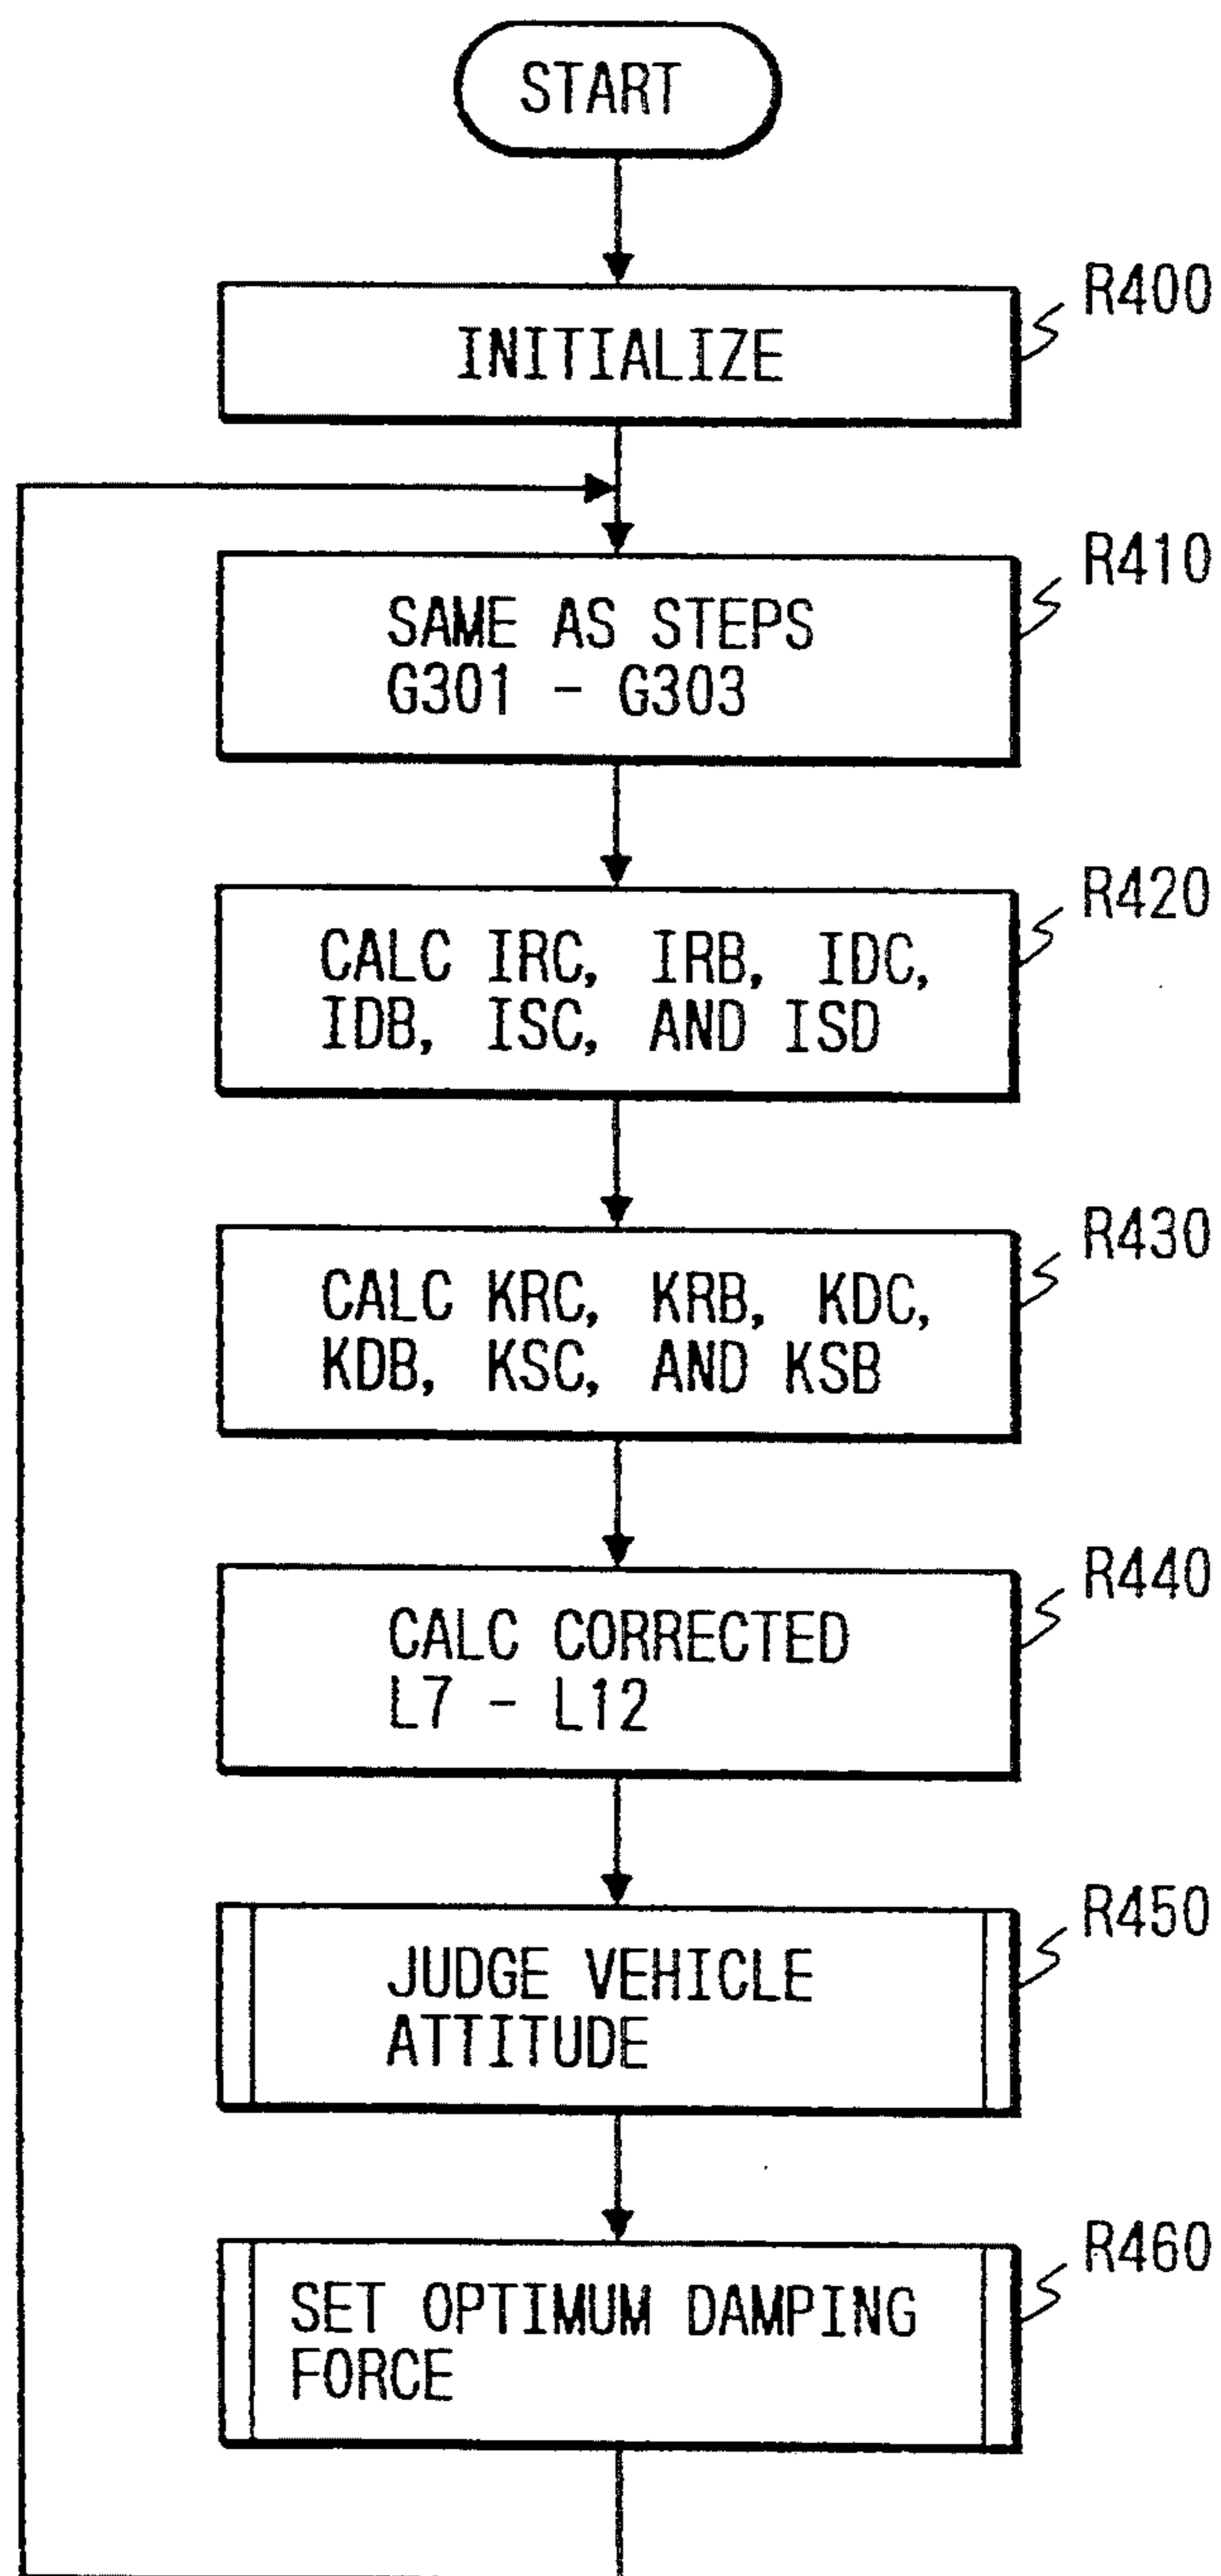 START
INITIALIZE
R400
SAME AS STEPS
G301 - G303
R410
CALC IRC, IRB, IDC,
IDB, ISC, AND ISD
R420
CALC KRC, KRB, KDC,
KDB, KSC, AND KSB
R430
CALC CORRECTED
L7 - L12
R440
JUDGE VEHICLE
ATTITUDE
R450
SET OPTIMUM DAMPING
FORCE
R460